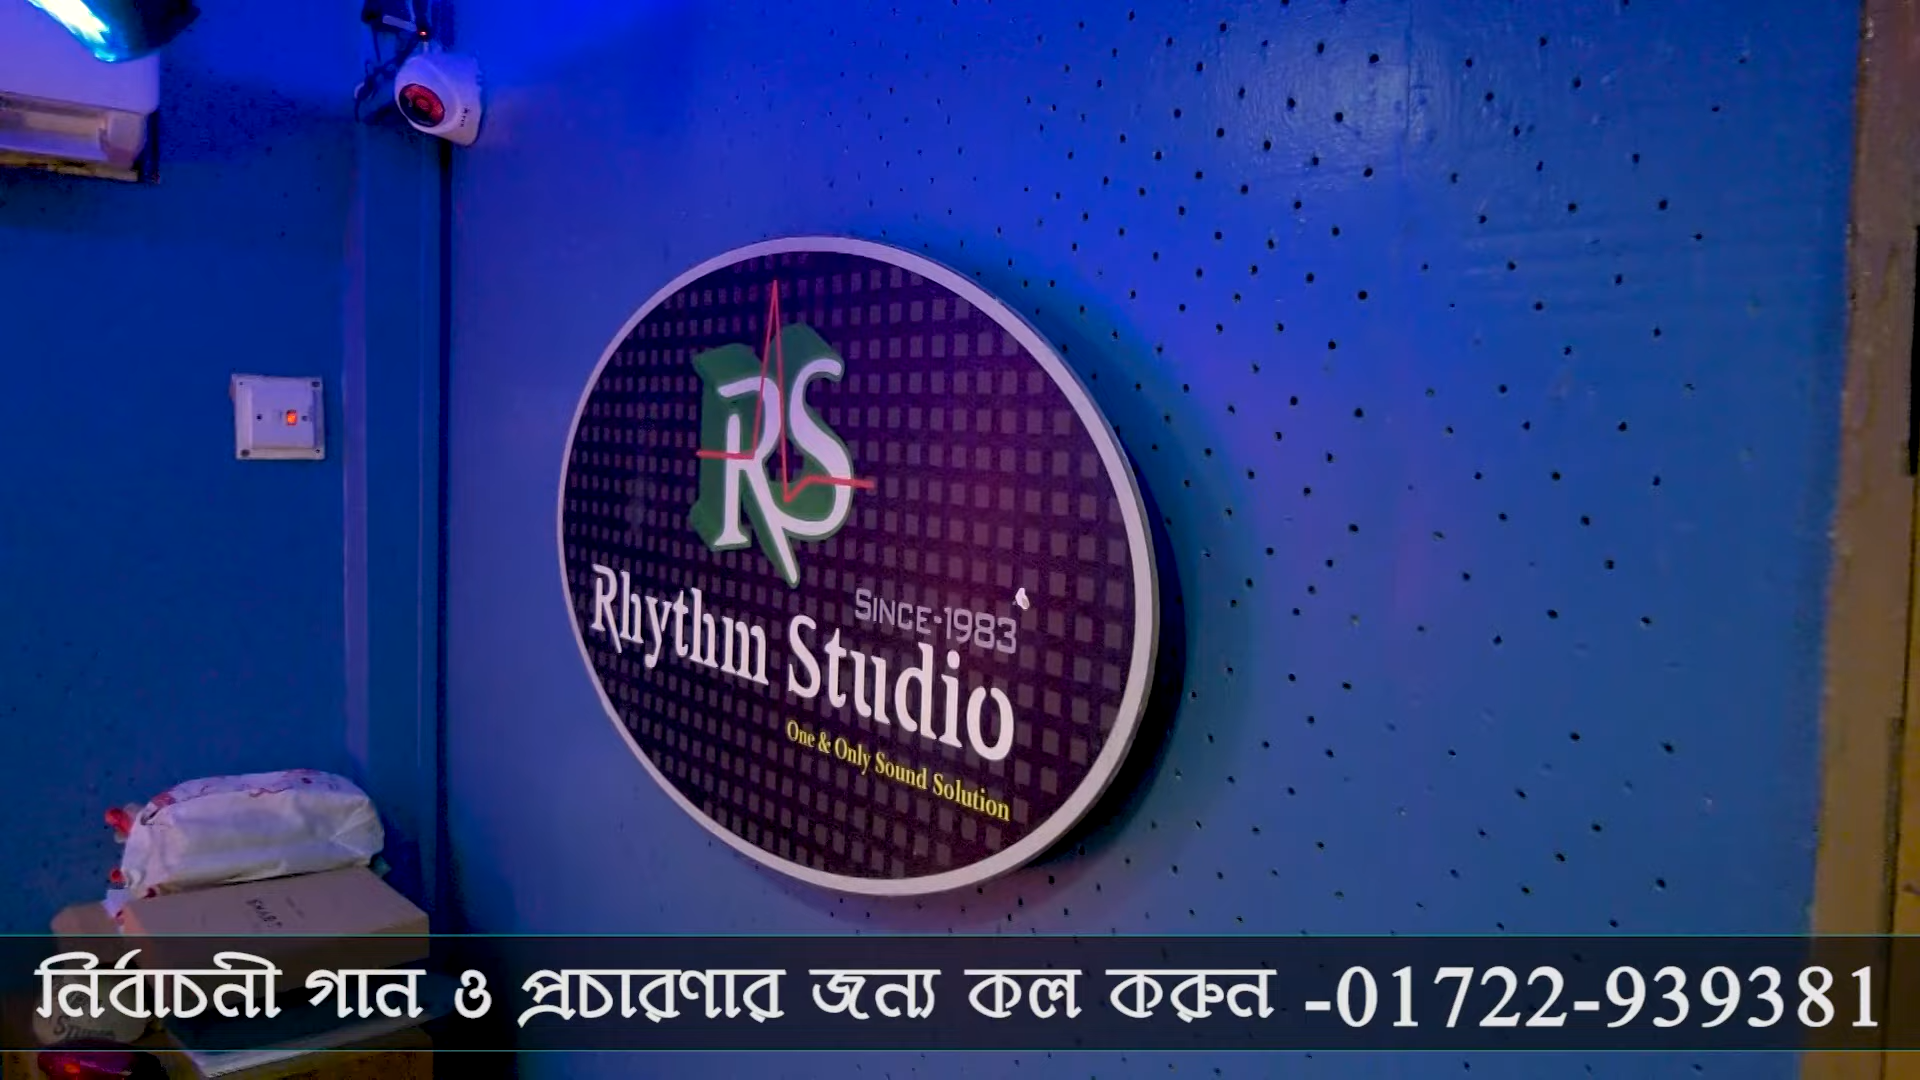 RS
SINCE-1983
Rhythm Studio
One & Only Sound Solution
নির্বাচনী গান ও প্রচারণার জন্য কল করুন -01722-939381